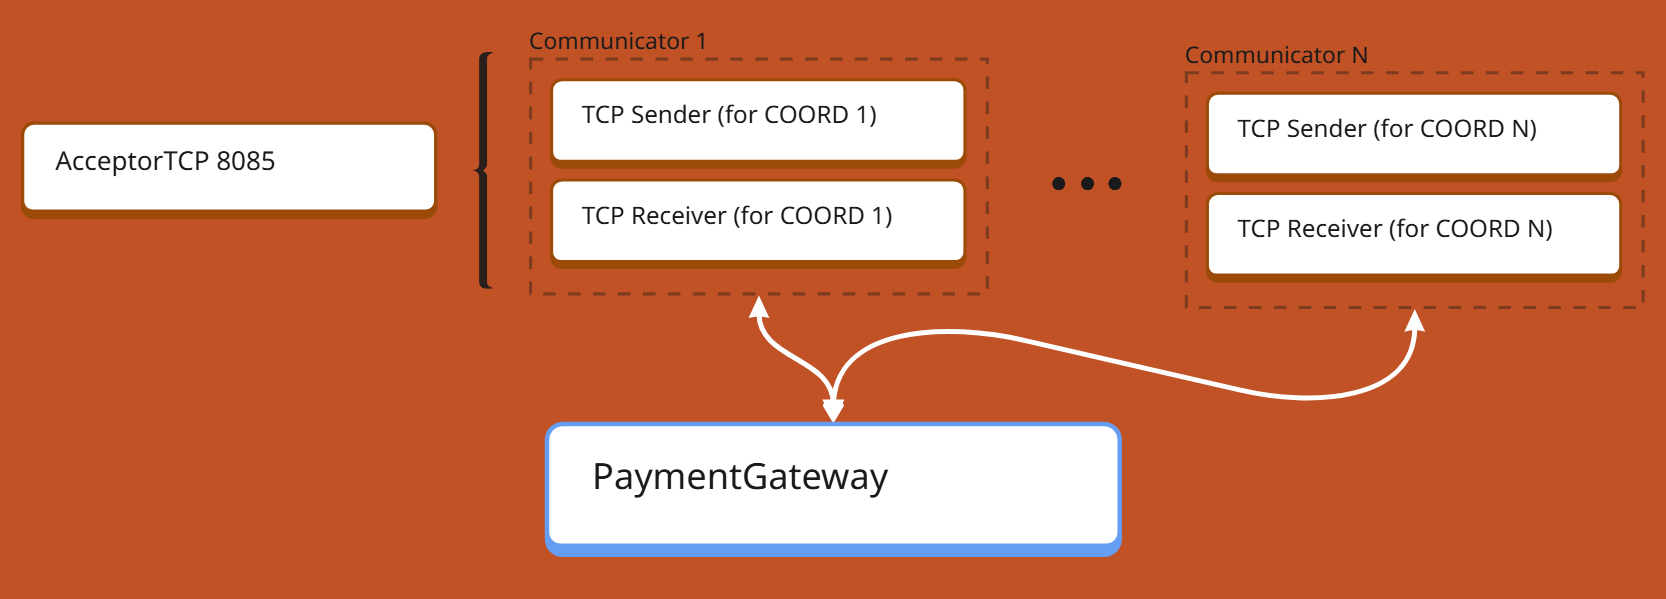 Communicator 1
Communicator N
TCP Sender (for COORD 1)
TCP Sender (for COORD N)
AcceptorTCP 8085
TCP Receiver (for COORD 1)
TCP Receiver (for COORD N)
PaymentGateway